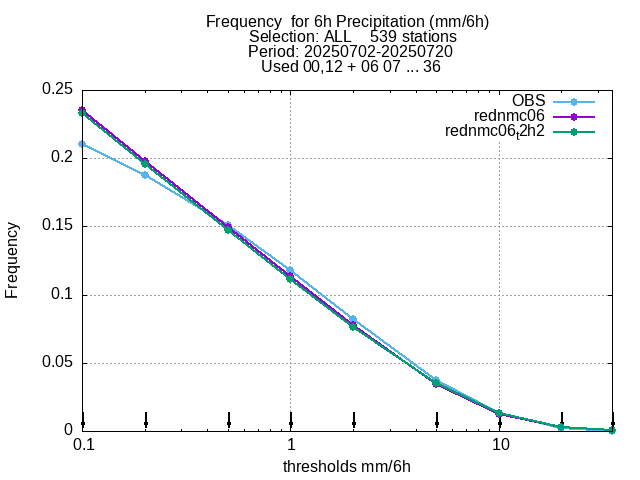 Frequency  for 6h Precipitation (mm/6h)
Selection: ALL    539 stations
Period: 20250702-20250720
Used 00,12 + 06 07 ... 36
OBS
rednmc06
rednmc06,2h2
0.25
0.2
0.15
0.1
0.05
0
0.1
1
10
Frequency
thresholds mm/6h